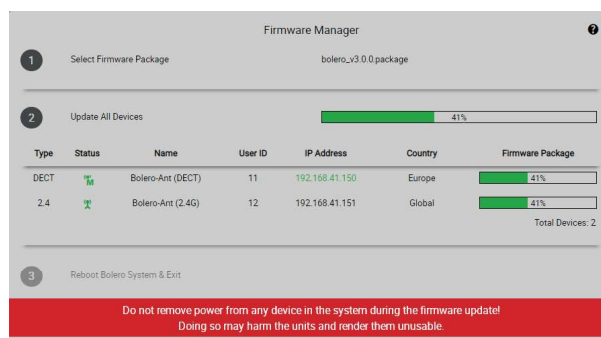 Firmware Manager
?
1 Select Firmware Package bolero_v3.0.0.package
2 Update All Devices 41%
Type Status Name User ID IP Address Country Firmware Package
DECT M Bolero-Ant (DECT) 11 192.168.41.150 Europe 41%
2.4 Bolero-Ant (2.4G) 12 192.168.41.151 Global 41%
Total Devices: 2
3 Reboot Bolero System & Exit
Do not remove power from any device in the system during the firmware update!
Doing so may harm the units and render them unusable.